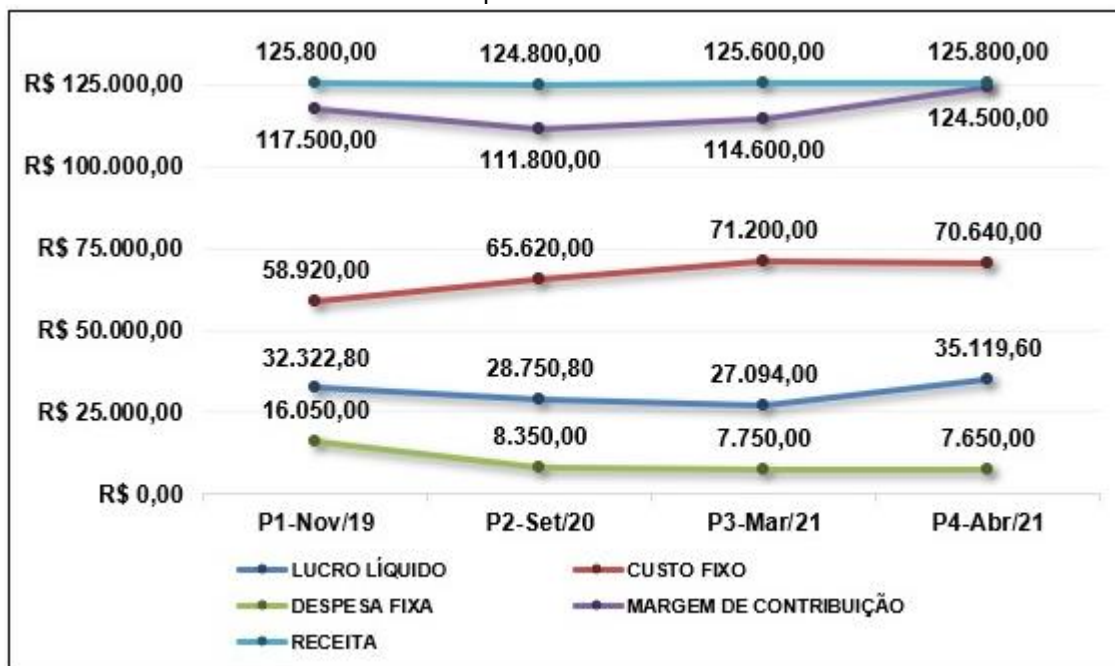 125.800,00 124.800,00 125.600,00 125.800,00
R$ 125.000,00
117.500,00 111.800,00 114.600,00 124.500,00
R$ 100.000,00
71.200,00 70.640,00
R$ 75.000,00
58.920,00 65.620,00
R$ 50.000,00
32.322,80 28.750,80 27.094,00 35.119,60
R$ 25.000,00
16.050,00 8.350,00 7.750,00 7.650,00
R$ 0,00
P1-Nov/19 P2-Set/20 P3-Mar/21 P4-Abr/21
LUCRO LÍQUIDO CUSTO FIXO
DESPESA FIXA MARGEM DE CONTRIBUIÇÃO
RECEITA